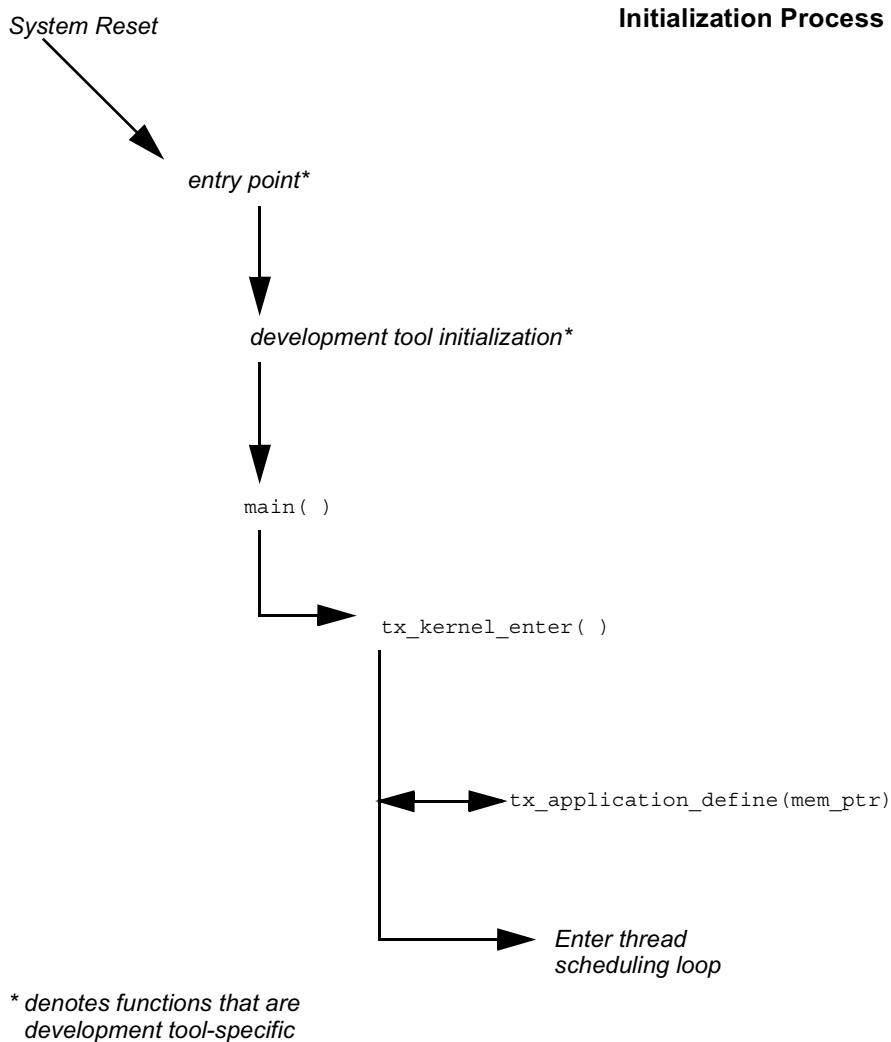 Initialization Process
System Reset
entry point*
development tool initialization*
main( )
tx_kernel_enter( )
tx_application_define(mem_ptr)
Enter thread
scheduling loop
* denotes functions that are
development tool-specific